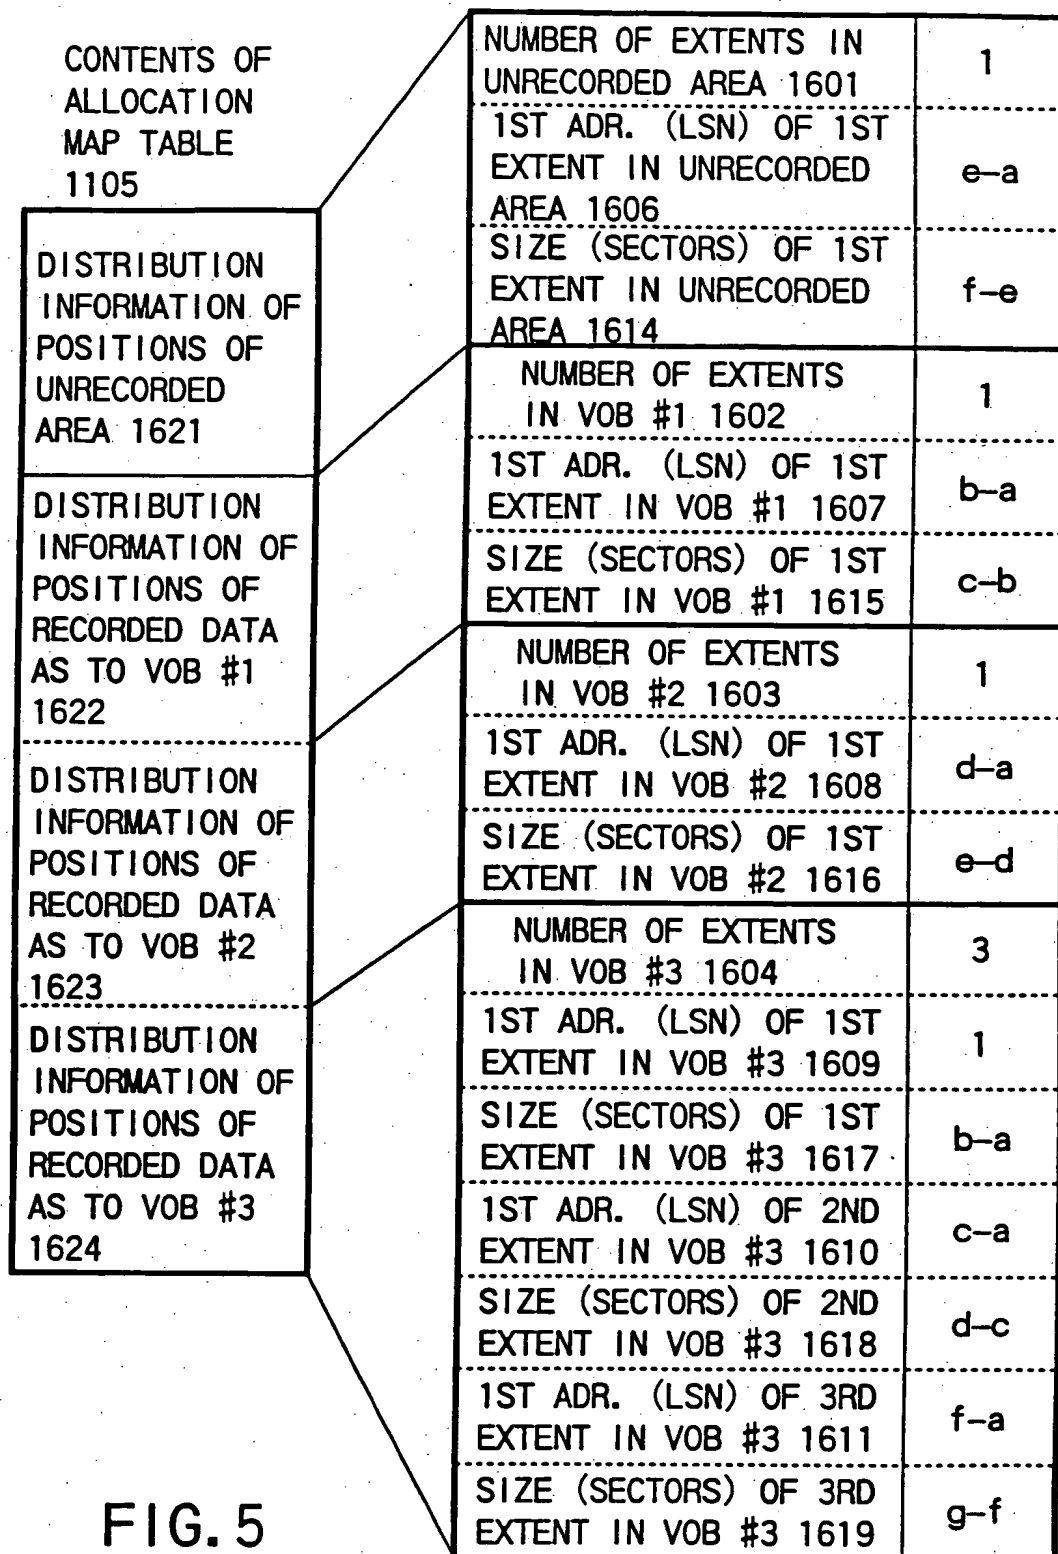 CONTENTS OF
ALLOCATION
MAP TABLE
1105
DISTRIBUTION
INFORMATION OF
POSITIONS OF
UNRECORDED
AREA 1621
DISTRIBUTION
INFORMATION OF
POSITIONS OF
RECORDED DATA
AS TO VOB #1
1622
DISTRIBUTION
INFORMATION OF
POSITIONS OF
RECORDED DATA
AS TO VOB #2
1623
DISTRIBUTION
INFORMATION OF
POSITIONS OF
RECORDED DATA
AS TO VOB #3
1624
NUMBER OF EXTENTS IN
UNRECORDED AREA 1601
1
1ST ADR. (LSN) OF 1ST
EXTENT IN UNRECORDED
AREA 1606
e-a
SIZE (SECTORS) OF 1ST
EXTENT IN UNRECORDED
AREA 1614
f-e
NUMBER OF EXTENTS
IN VOB #1 1602
1
1ST ADR. (LSN) OF 1ST
EXTENT IN VOB #1 1607
b-a
SIZE (SECTORS) OF 1ST
EXTENT IN VOB #1 1615
c-b
NUMBER OF EXTENTS
IN VOB #2 1603
1
1ST ADR. (LSN) OF 1ST
EXTENT IN VOB #2 1608
d-a
SIZE (SECTORS) OF 1ST
EXTENT IN VOB #2 1616
e-d
NUMBER OF EXTENTS
IN VOB #3 1604
3
1ST ADR. (LSN) OF 1ST
EXTENT IN VOB #3 1609
1
SIZE (SECTORS) OF 1ST
EXTENT IN VOB #3 1617
b-a
1ST ADR. (LSN) OF 2ND
EXTENT IN VOB #3 1610
c-a
SIZE (SECTORS) OF 2ND
EXTENT IN VOB #3 1618
d-c
1ST ADR. (LSN) OF 3RD
EXTENT IN VOB #3 1611
f-a
SIZE (SECTORS) OF 3RD
EXTENT IN VOB #3 1619
g-f
FIG. 5